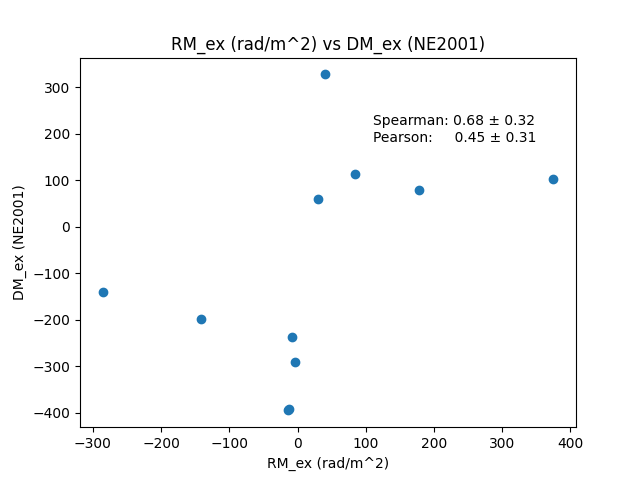 RM_ex (rad/m^2) vs DM_ex (NE2001)
Spearman: 0.68 ± 0.32
Pearson: 0.45 ± 0.31
DM_ex (NE2001)
300
200
100
0
−100
−200
−300
−400
−300 −200 −100 0 100 200 300 400
RM_ex (rad/m^2)